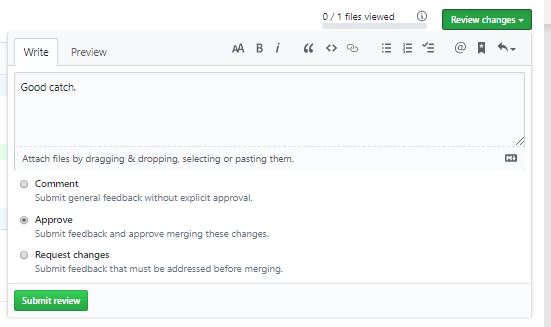 0 / 1 files viewed
Review changes
Write Preview
AA B i @
Good catch.
Attach files by dragging & dropping, selecting or pasting them.
M
Comment
Submit general feedback without explicit approval.
Approve
Submit feedback and approve merging these changes.
Request changes
Submit feedback that must be addressed before merging.
Submit review